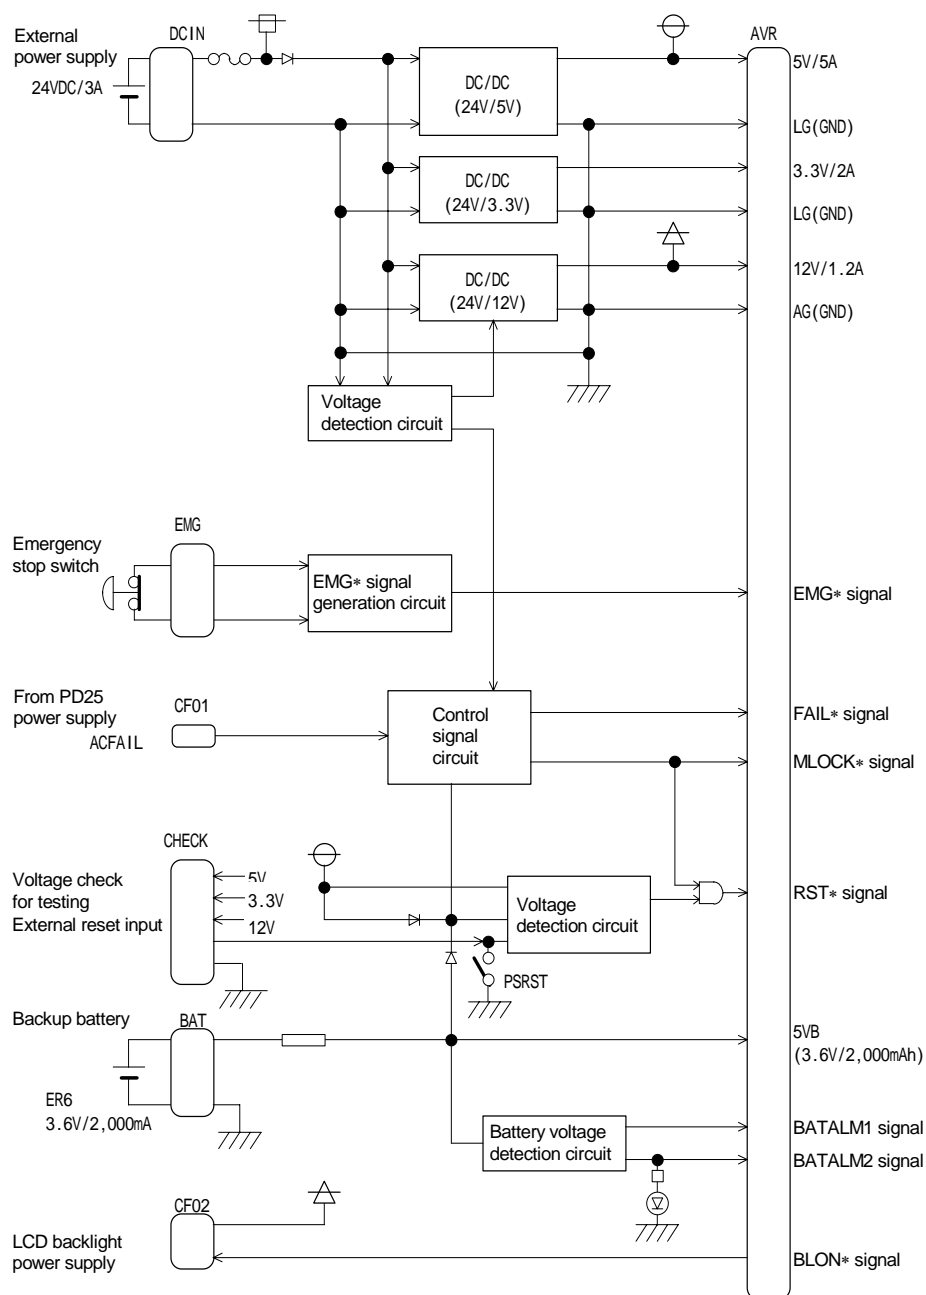 External
power supply
DCIN
AVR
24VDC/3A
DC/DC
(24V/5V)
5V/5A
LG(GND)
DC/DC
(24V/3.3V)
3.3V/2A
LG(GND)
DC/DC
(24V/12V)
12V/1.2A
AG(GND)
Voltage
detection circuit
EMG
Emergency
stop switch
EMG* signal
generation circuit
EMG* signal
From PD25
power supply
CF01
ACFAIL
Control
signal
circuit
FAIL* signal
MLOCK* signal
CHECK
Voltage check
for testing
External reset input
5V
3.3V
12V
Voltage
detection circuit
RST* signal
PSRST
Backup battery
BAT
5VB
(3.6V/2,000mAh)
ER6
3.6V/2,000mA
Battery voltage
detection circuit
BATALM1 signal
BATALM2 signal
CF02
LCD backlight
power supply
BLON* signal